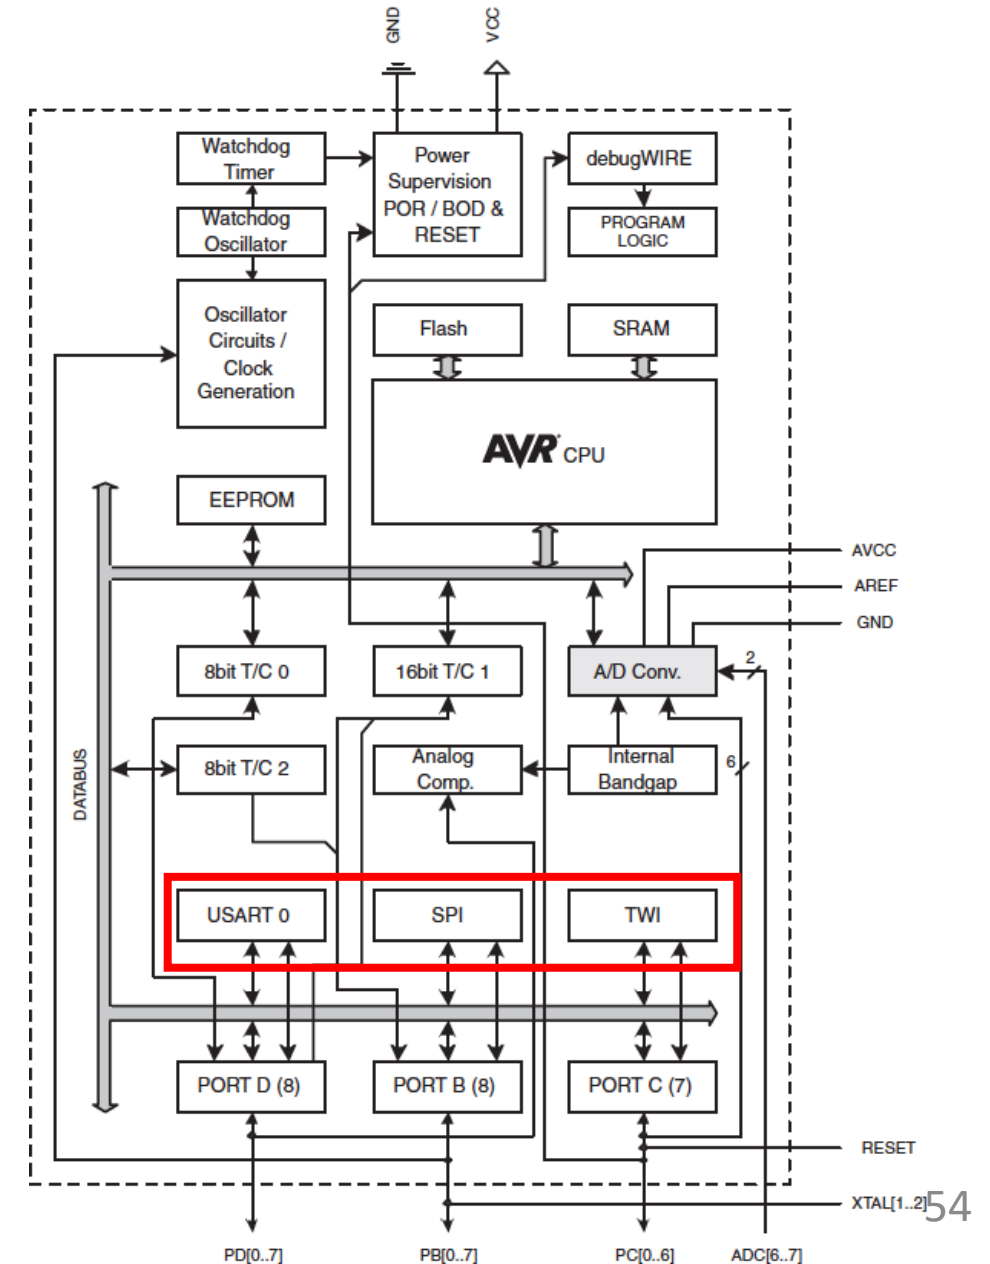 GND
VCC
Watchdog
Timer
Power
Supervision
POR / BOD &
RESET
debugWIRE
Watchdog
Oscillator
PROGRAM
LOGIC
Oscillator
Circuits /
Clock
Generation
Flash
SRAM
AVR® CPU
EEPROM
AVCC
AREF
GND
8bit T/C 0
16bit T/C 1
A/D Conv.
2
DATABUS
8bit T/C 2
Analog
Comp.
Internal
Bandgap
6
USART 0
SPI
TWI
PORT D (8)
PORT B (8)
PORT C (7)
RESET
XTAL[1..2]
54
PD[0..7]
PB[0..7]
PC[0..6]
ADC[6..7]